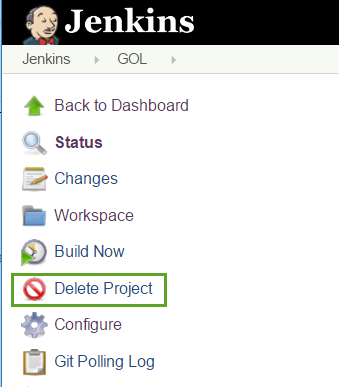 Jenkins
Jenkins GOL
Back to Dashboard
Status
Changes
Workspace
Build Now
Delete Project
Configure
Git Polling Log